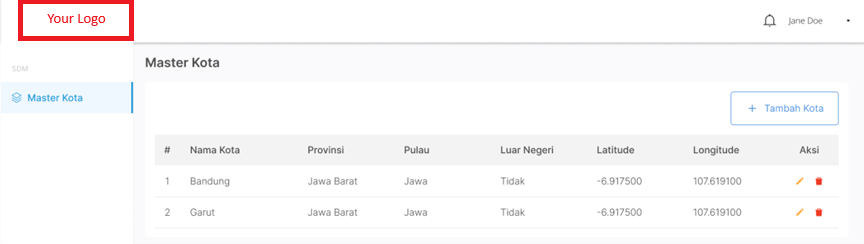 Your Logo
Jane Doe
SDM
Master Kota
Master Kota
+ Tambah Kota
# Nama Kota Provinsi Pulau Luar Negeri Latitude Longitude Aksi
1 Bandung Jawa Barat Jawa Tidak -6.917500 107.619100
2 Garut Jawa Barat Jawa Tidak -6.917500 107.619100